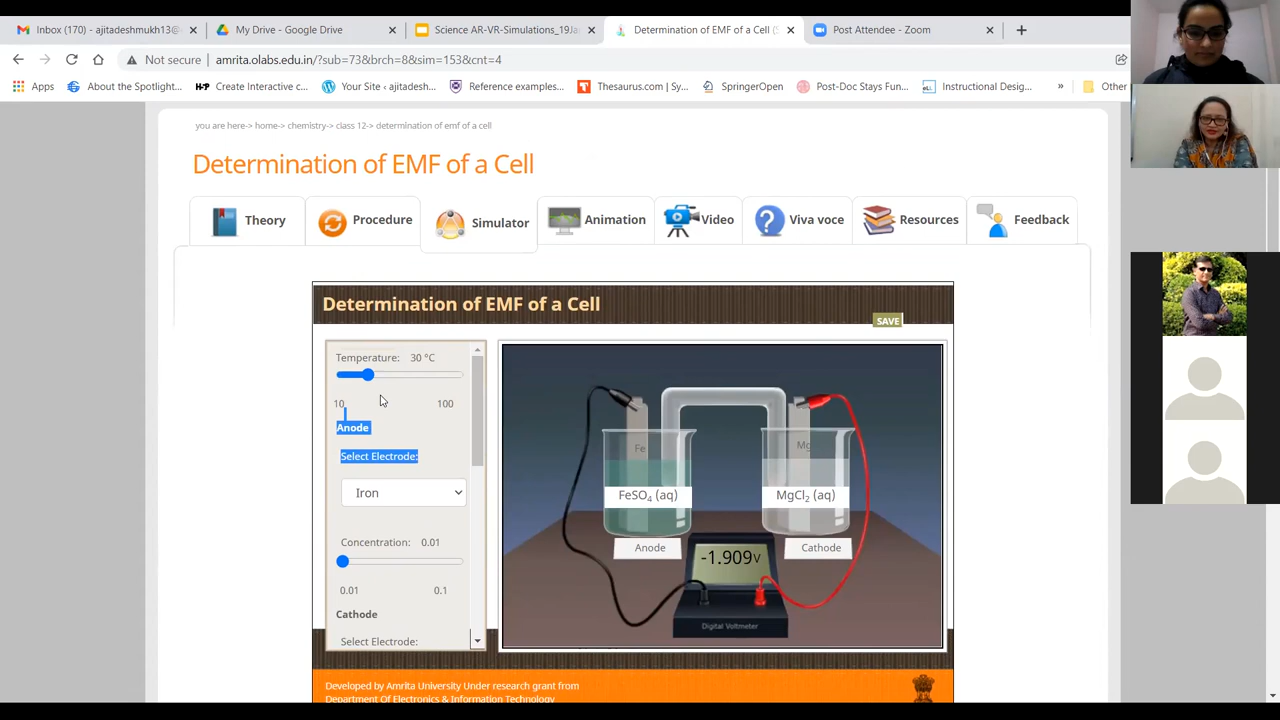 Inbox (170) - ajitadeshmukh13@
My Drive - Google Drive
Science AR-VR-Simulations_19Ja
Determination of EMF of a Cell (S
Post Attendee - Zoom
Not secure
amrita.olabs.edu.in/?sub=73&brch=8&sim=153&cnt=4
Apps
About the Spotlight...
H-P
Create Interactive c...
Your Site ‹ ajitadesh...
Reference examples...
Thesaurus.com | Sy...
SpringerOpen
Post-Doc Stays Fun...
Instructional Desig...
»
Other
you are here-> home-> chemistry-> class 12-> determination of emf of a cell
Determination of EMF of a Cell
Theory
Procedure
Simulator
Animation
Video
Viva voce
Resources
Feedback
Determination of EMF of a Cell
SAVE
Temperature: 30 °C
10 100
Anode
Select Electrode:
Iron
Concentration: 0.01
0.01 0.1
Cathode
Select Electrode:
Fe
Mg
FeSO₄ (aq)
MgCl₂ (aq)
Anode
Cathode
-1.909V
Digital Voltmeter
Developed by Amrita University Under research grant from
Department Of Electronics & Information Technology